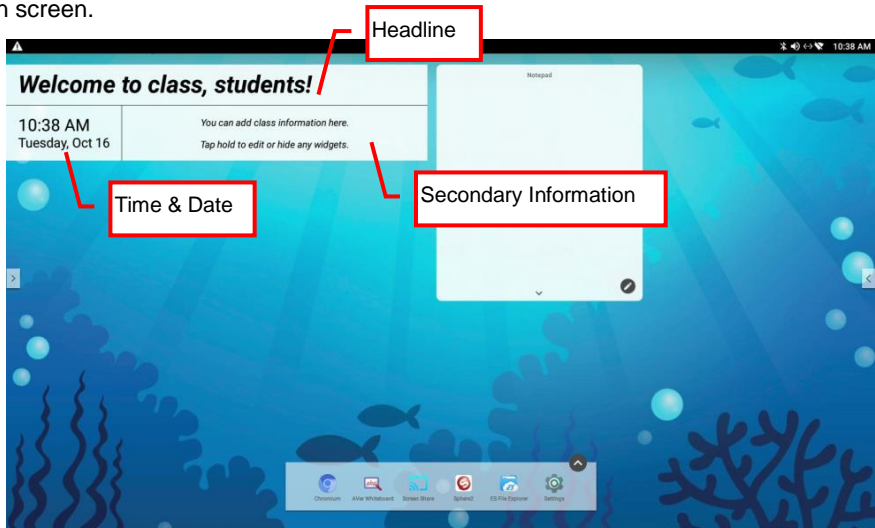 n screen.
Headline
10:38 AM
Welcome to class, students!
Notepad
10:38 AM
Tuesday, Oct 16
You can add class information here.
Tap hold to edit or hide any widgets.
Time & Date
Secondary Information
Chromium
AVer Whiteboard
Screen Share
Sphere2
ES File Explorer
Settings